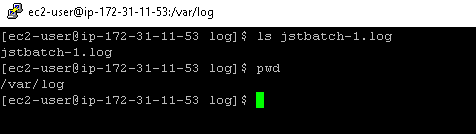 ec2-user@ip-172-31-11-53:/var/log
[ec2-user@ip-172-31-11-53 log]$ ls jstbatch-1.log
jstbatch-1.log
[ec2-user@ip-172-31-11-53 log]$ pwd
/var/log
[ec2-user@ip-172-31-11-53 log]$